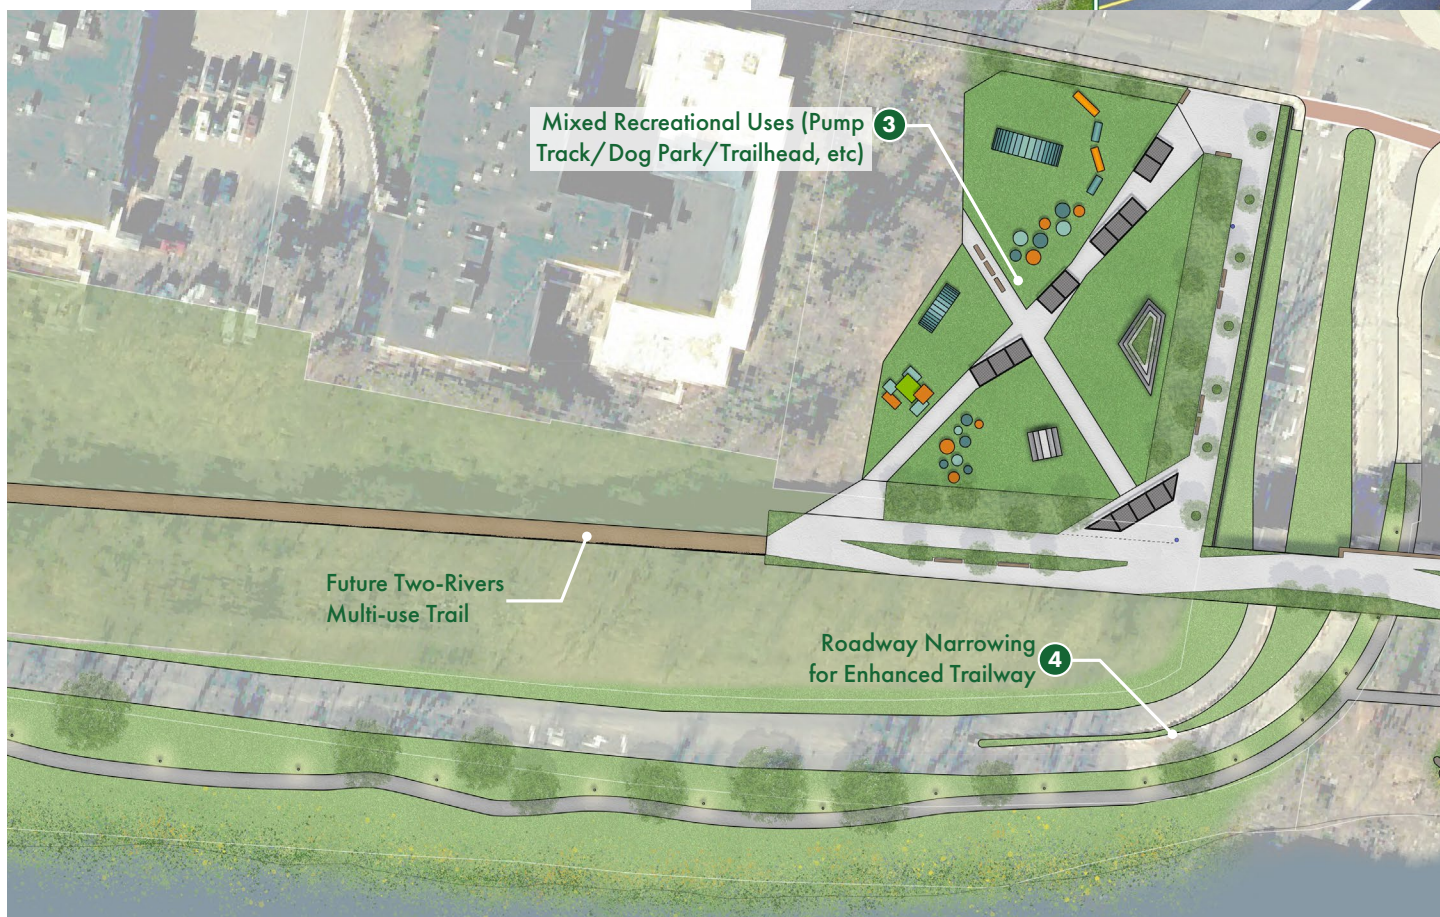 Mixed Recreational Uses (Pump
Track/Dog Park/Trailhead, etc)
3
Future Two-Rivers
Multi-use Trail
Roadway Narrowing
for Enhanced Trailway
4